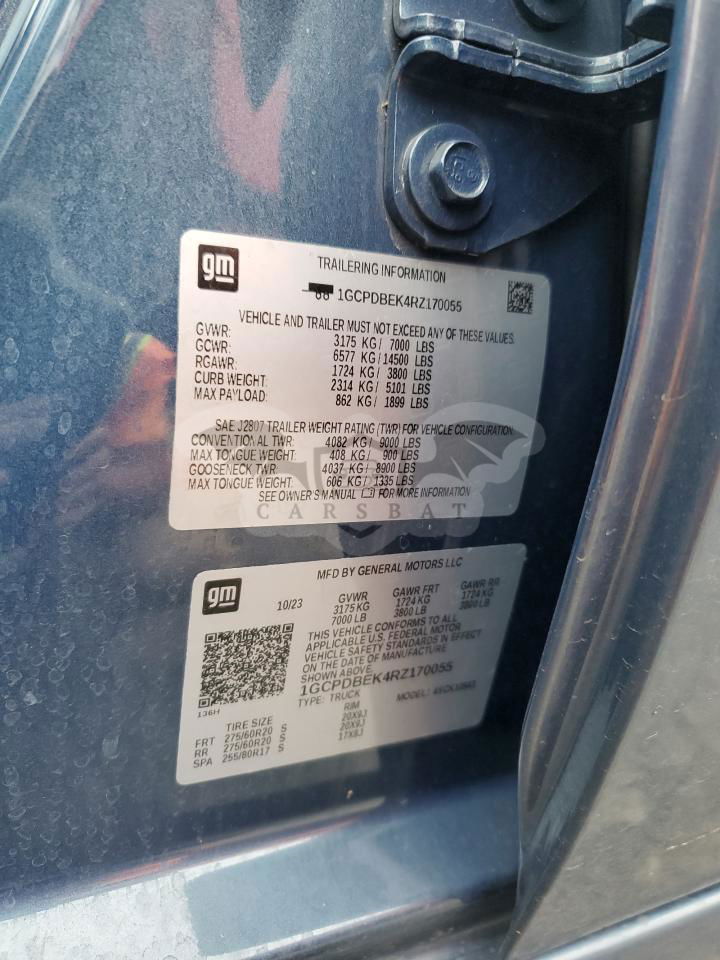 gm
TRAILERING INFORMATION
1GCPDBEK4RZ170055
VEHICLE AND TRAILER MUST NOT EXCEED ANY OF THESE VALUES.
GVWR: 3175 KG / 7000 LBS
GCWR: 6577 KG / 14500 LBS
RGAWR: 1724 KG / 3800 LBS
CURB WEIGHT: 2314 KG / 5101 LBS
MAX PAYLOAD: 862 KG / 1899 LBS
SAE J2807 TRAILER WEIGHT RATING (TWR) FOR VEHICLE CONFIGURATION
CONVENTIONAL TWR: 4082 KG / 9000 LBS
MAX TONGUE WEIGHT: 408 KG / 900 LBS
GOOSENECK TWR: 4037 KG / 8900 LBS
MAX TONGUE WEIGHT: 606 KG / 1335 LBS
SEE OWNER'S MANUAL FOR MORE INFORMATION
CARSBAT
gm
MFD BY GENERAL MOTORS LLC
10/23 GVWR GAWR FRT GAWR RR
3175 KG 1724 KG 1724 KG
7000 LB 3800 LB 3800 LB
THIS VEHICLE CONFORMS TO ALL
APPLICABLE U.S. FEDERAL MOTOR
VEHICLE SAFETY STANDARDS IN EFFECT
ON THE DATE OF MANUFACTURE
SHOWN ABOVE.
1GCPDBEK4RZ170055
136H
TYPE: TRUCK MODEL:
TIRE SIZE RIM
FRT 275/60R20 S 20X9J
RR 275/60R20 S 20X9J
SPA 255/80R17 S 17X8J